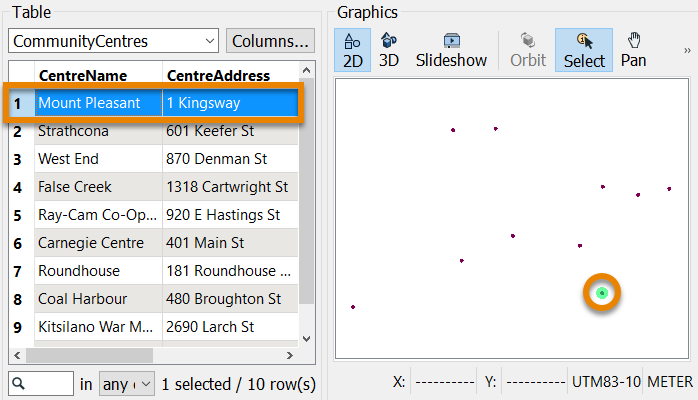 Table
CommunityCentres Columns...
CentreName CentreAddress
1 Mount Pleasant 1 Kingsway
2 Strathcona 601 Keefer St
3 West End 870 Denman St
4 False Creek 1318 Cartwright St
5 Ray-Cam Co-Op... 920 E Hastings St
6 Carnegie Centre 401 Main St
7 Roundhouse 181 Roundhouse ...
8 Coal Harbour 480 Broughton St
9 Kitsilano War M... 2690 Larch St
in any 1 selected / 10 row(s)
Graphics
2D 3D Slideshow Orbit Select Pan »
X: ---------- Y: ---------- UTM83-10 METER